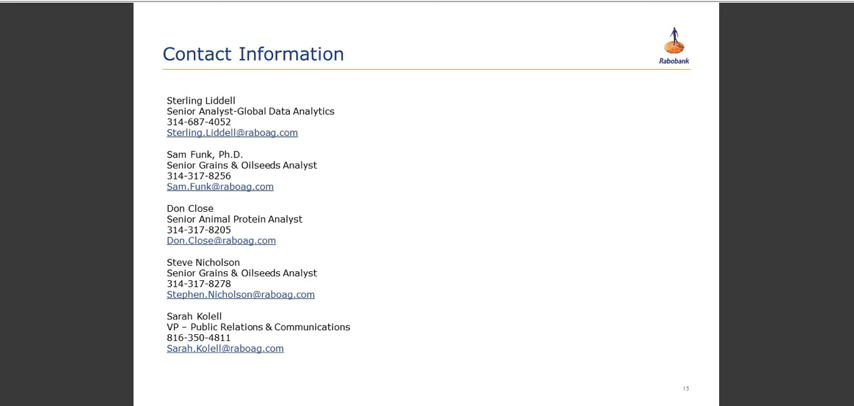 Contact Information
Rabobank
Sterling Liddell
Senior Analyst-Global Data Analytics
314-687-4052
Sterling.Liddell@raboag.com
Sam Funk, Ph.D.
Senior Grains & Oilseeds Analyst
314-317-8256
Sam.Funk@raboag.com
Don Close
Senior Animal Protein Analyst
314-317-8205
Don.Close@raboag.com
Steve Nicholson
Senior Grains & Oilseeds Analyst
314-317-8278
Stephen.Nicholson@raboag.com
Sarah Kolell
VP – Public Relations & Communications
816-350-4811
Sarah.Kolell@raboag.com
15